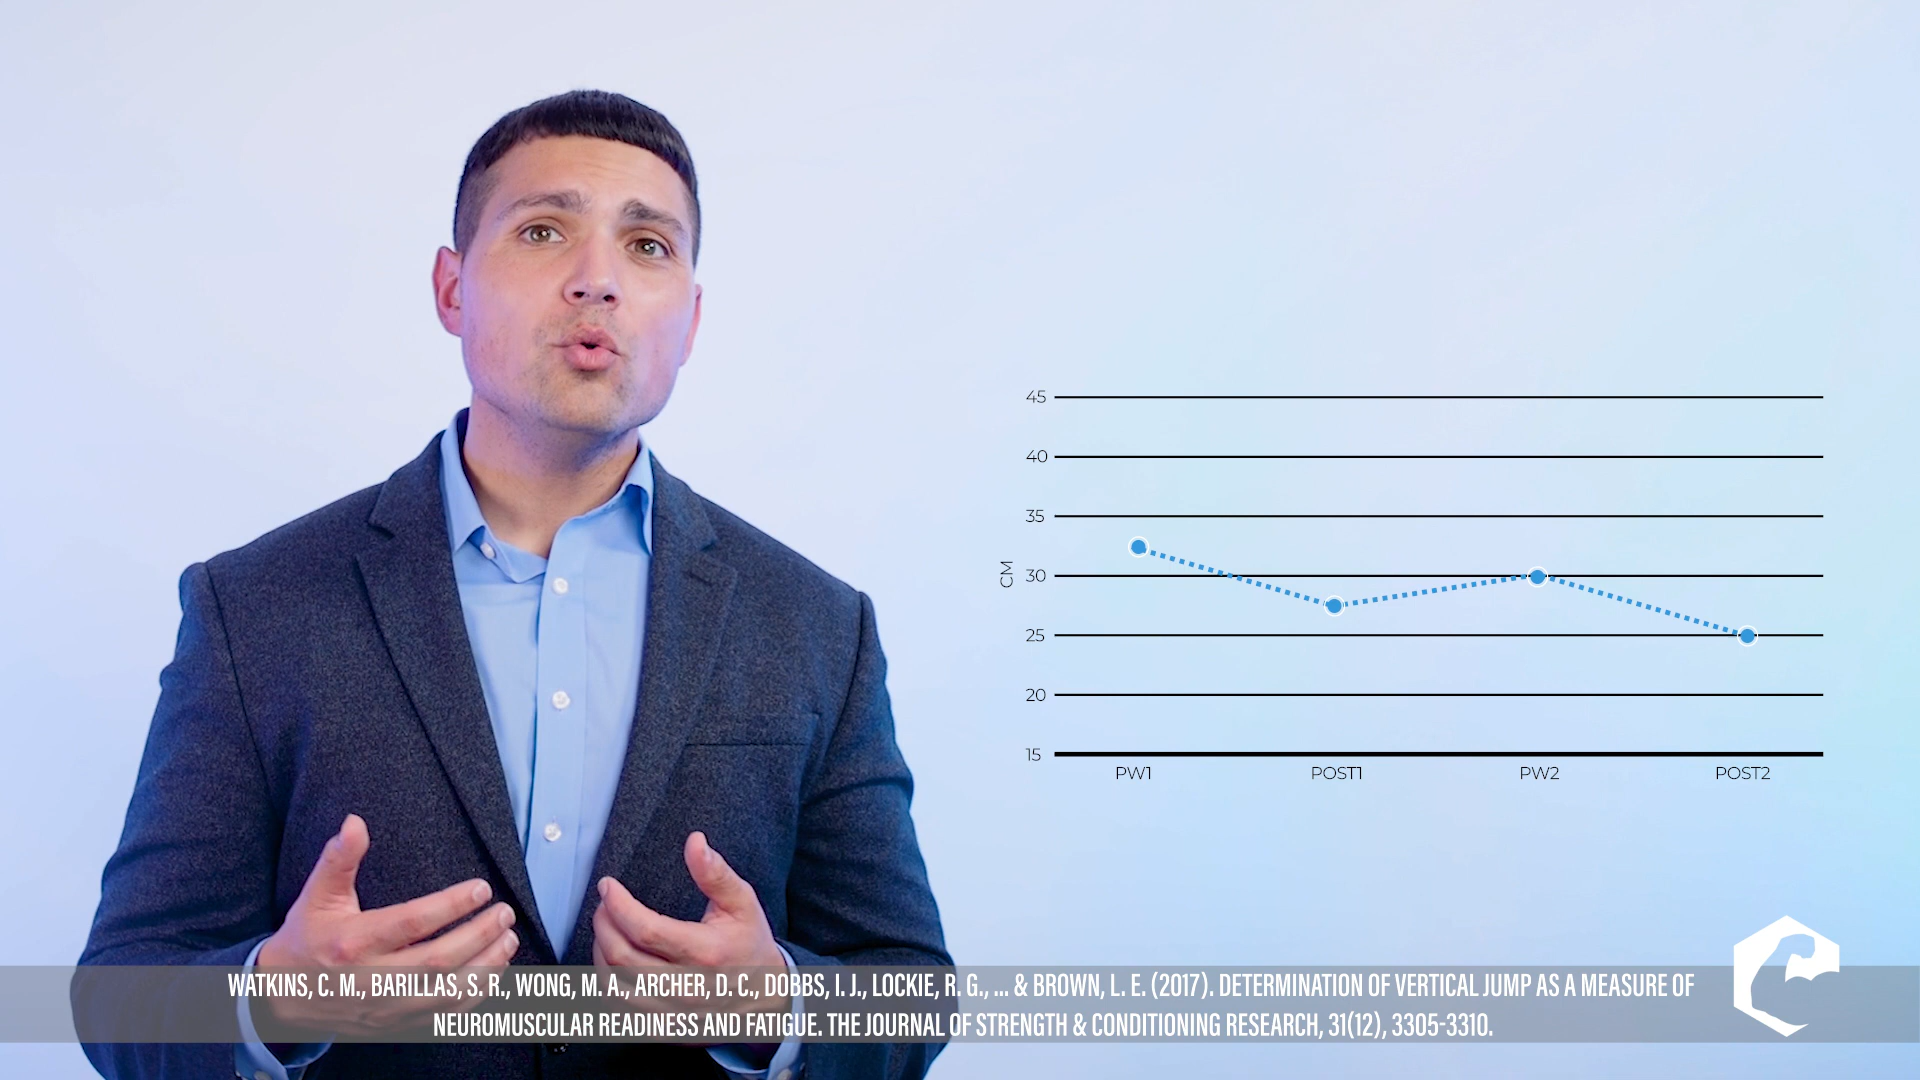 45
40
35
CM
30
25
20
15
PW1 POST1 PW2 POST2
WATKINS, C. M., BARILLAS, S. R., WONG, M. A., ARCHER, D. C., DOBBS, I. J., LOCKIE, R. G., ... & BROWN, L. E. (2017). DETERMINATION OF VERTICAL JUMP AS A MEASURE OF
NEUROMUSCULAR READINESS AND FATIGUE. THE JOURNAL OF STRENGTH & CONDITIONING RESEARCH, 31(12), 3305-3310.